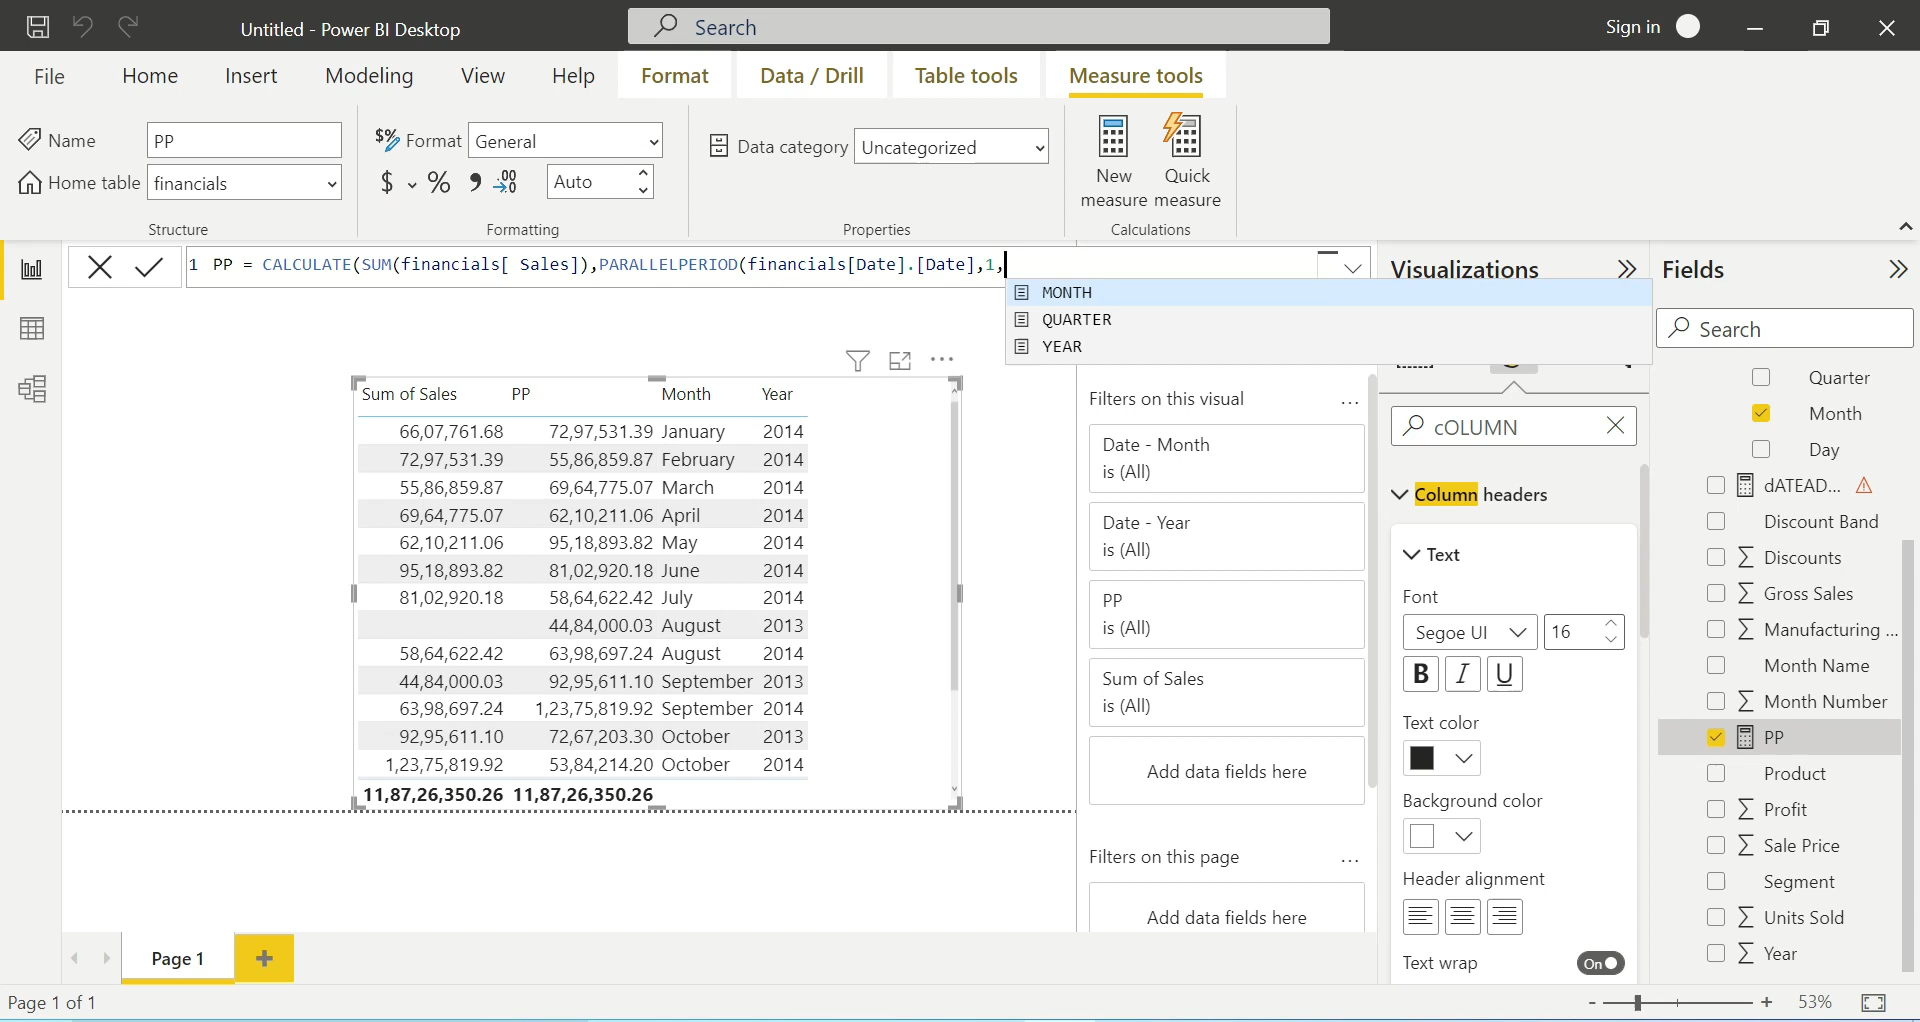 Untitled - Power BI Desktop
Search
Sign in
File
Home
Insert
Modeling
View
Help
Format
Data / Drill
Table tools
Measure tools
Name
PP
Home table
financials
Structure
$%
Format
General
$
%
,
.00
→0
Auto
Formatting
Data category
Uncategorized
Properties
New
measure
Quick
measure
Calculations
1 PP = CALCULATE(SUM(financials[ Sales]),PARALLELPERIOD(financials[Date].[Date],1,
MONTH
QUARTER
YEAR
Sum of Sales PP Month Year
66,07,761.68 72,97,531.39 January 2014
72,97,531.39 55,86,859.87 February 2014
55,86,859.87 69,64,775.07 March 2014
69,64,775.07 62,10,211.06 April 2014
62,10,211.06 95,18,893.82 May 2014
95,18,893.82 81,02,920.18 June 2014
81,02,920.18 58,64,622.42 July 2014
44,84,000.03 August 2013
58,64,622.42 63,98,697.24 August 2014
44,84,000.03 92,95,611.10 September 2013
63,98,697.24 1,23,75,819.92 September 2014
92,95,611.10 72,67,203.30 October 2013
1,23,75,819.92 53,84,214.20 October 2014
11,87,26,350.26 11,87,26,350.26
Filters on this visual
...
Date - Month
is (All)
Date - Year
is (All)
PP
is (All)
Sum of Sales
is (All)
Add data fields here
Filters on this page
...
Add data fields here
Visualizations
cOLUMN
Column headers
Text
Font
Segoe UI
16
B
I
U
Text color
Background color
Header alignment
Text wrap
On
Fields
Search
Quarter
Month
Day
dATEAD...
Discount Band
Discounts
Gross Sales
Manufacturing ...
Month Name
Month Number
PP
Product
Profit
Sale Price
Segment
Units Sold
Year
Page 1
+
Page 1 of 1
-
+
53%